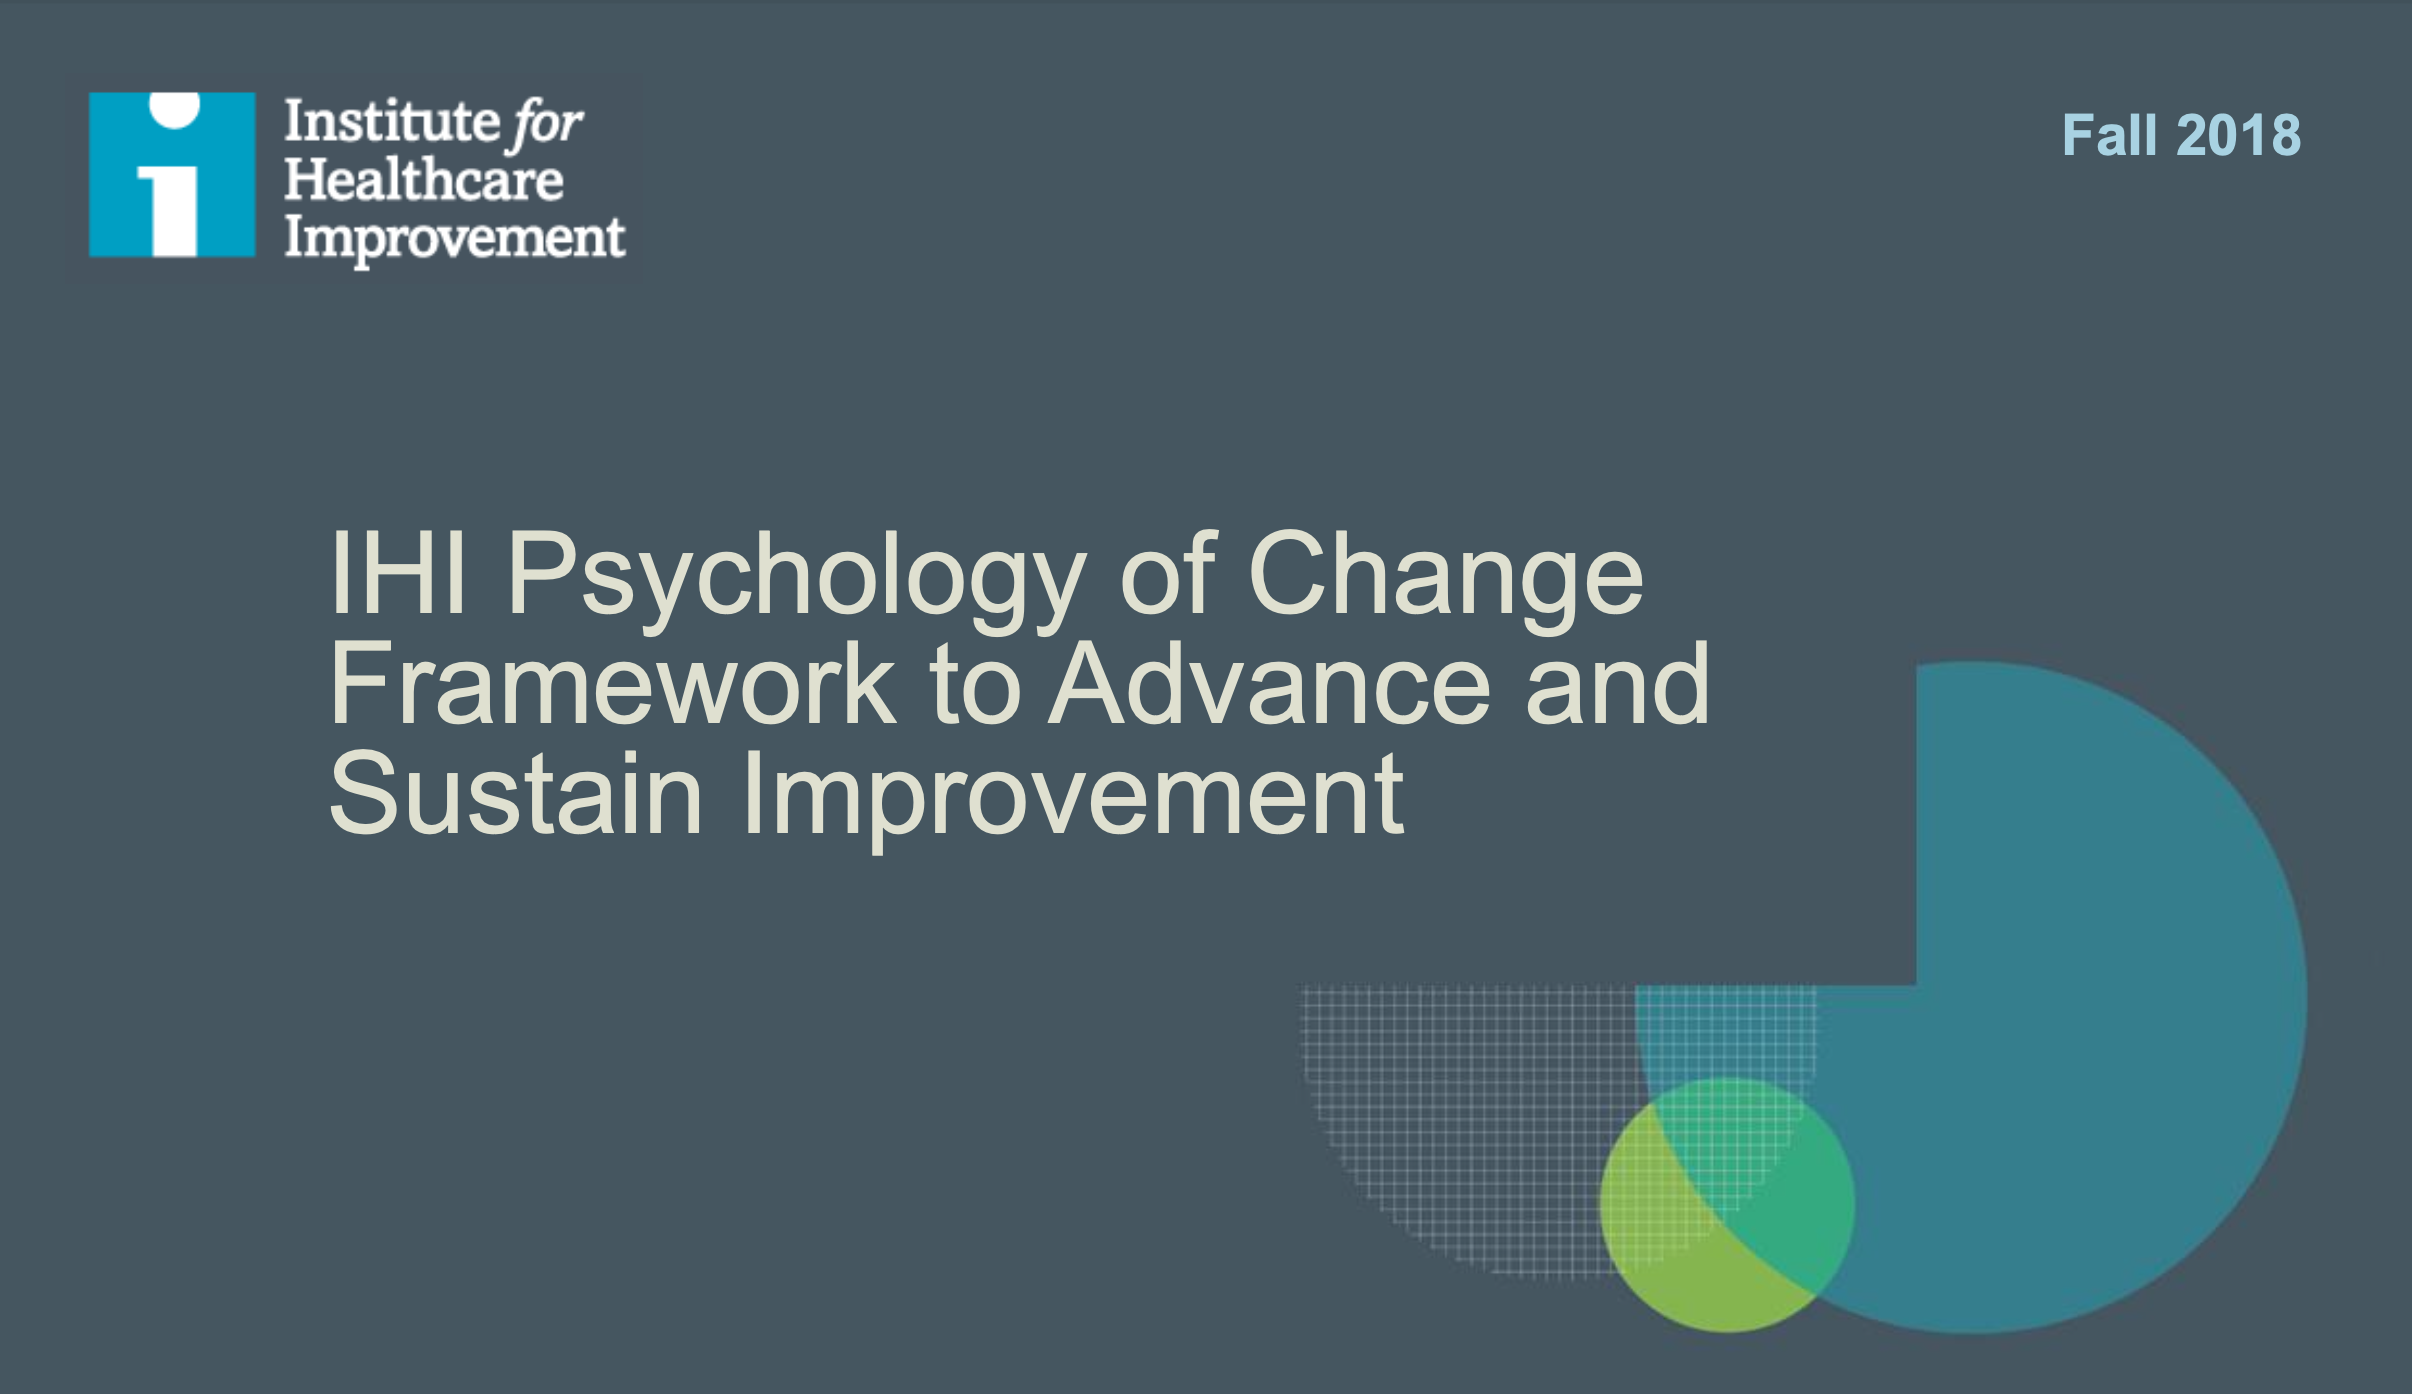 Institute for
Healthcare
Improvement
Fall 2018
IHI Psychology of Change
Framework to Advance and
Sustain Improvement